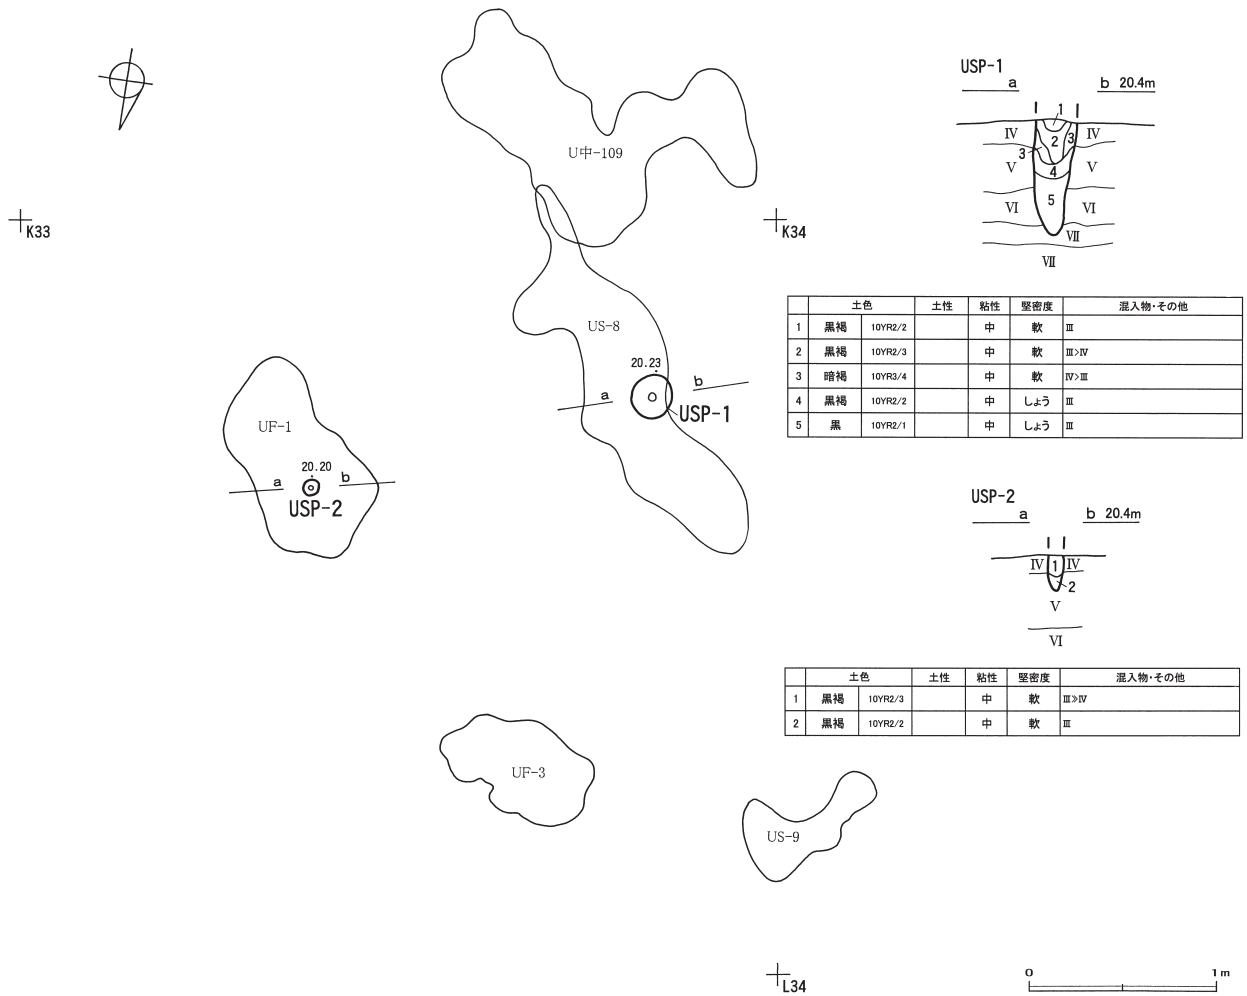 USP-1
a b 20.4m
1
IV 2 3 IV
3
V 4 V
5
VI VI
VII
VII
U中-109
K33
K34
US-8
20.23
a b
USP-1
UF-1
20.20
a b
USP-2
土色 土性 粘性 堅密度 混入物・その他
1 黒褐 10YR2/2 中 軟 Ⅲ
2 黒褐 10YR2/3 中 軟 Ⅲ>Ⅳ
3 暗褐 10YR3/4 中 軟 Ⅳ>Ⅲ
4 黒褐 10YR2/2 中 しょう Ⅲ
5 黒 10YR2/1 中 しょう Ⅲ
USP-2
a b 20.4m
IV 1 IV
2
V
VI
土色 土性 粘性 堅密度 混入物・その他
1 黒褐 10YR2/3 中 軟 Ⅲ≫Ⅳ
2 黒褐 10YR2/2 中 軟 Ⅲ
UF-3
US-9
L34
0 1m